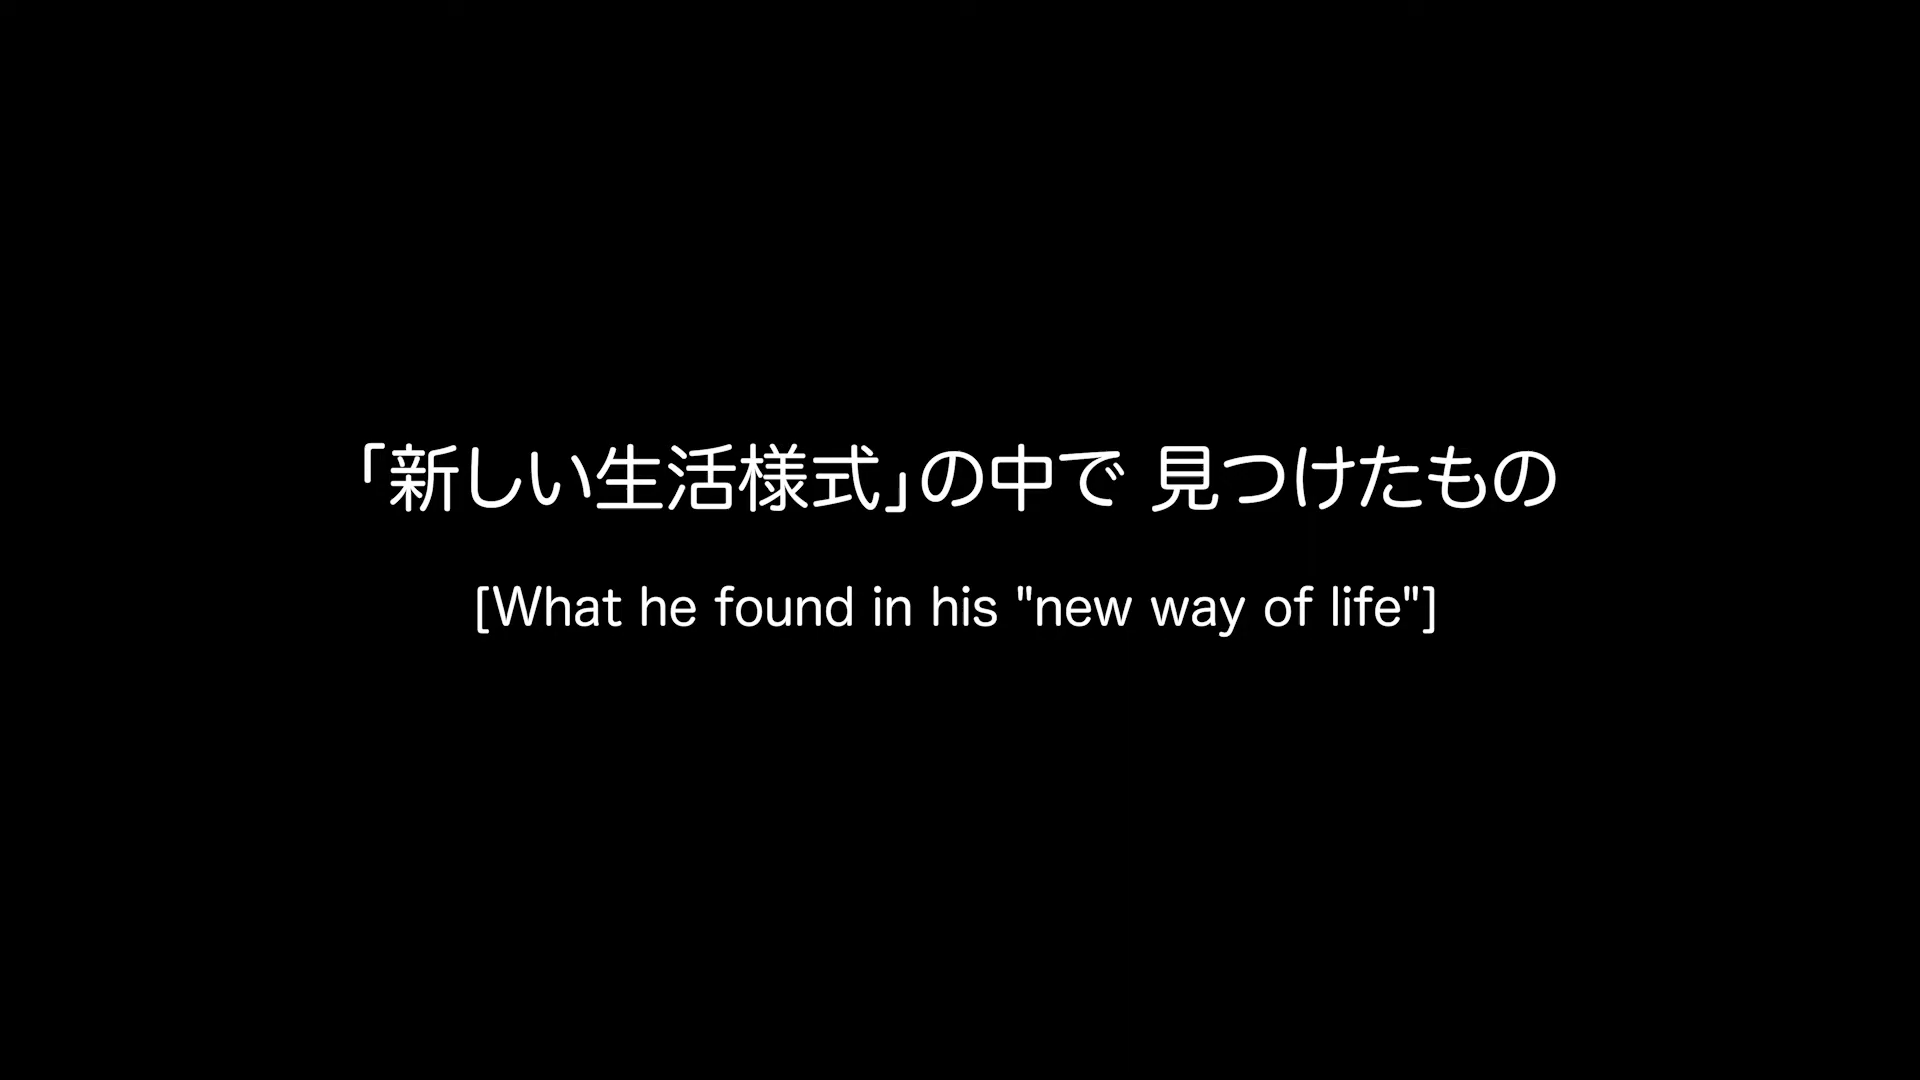 「新しい生活様式」の中で 見つけたもの
[What he found in his "new way of life"]